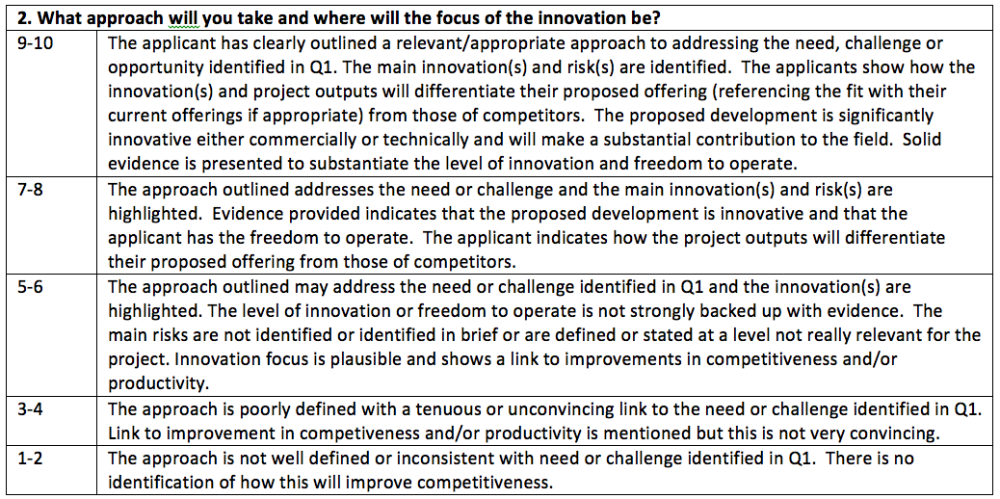 2. What approach will you take and where will the focus of the innovation be?
9-10 The applicant has clearly outlined a relevant/appropriate approach to addressing the need, challenge or
opportunity identified in Q1. The main innovation(s) and risk(s) are identified.  The applicants show how the
innovation(s) and project outputs will differentiate their proposed offering (referencing the fit with their
current offerings if appropriate) from those of competitors.  The proposed development is significantly
innovative either commercially or technically and will make a substantial contribution to the field.  Solid
evidence is presented to substantiate the level of innovation and freedom to operate.
7-8 The approach outlined addresses the need or challenge and the main innovation(s) and risk(s) are
highlighted.  Evidence provided indicates that the proposed development is innovative and that the
applicant has the freedom to operate.  The applicant indicates how the project outputs will differentiate
their proposed offering from those of competitors.
5-6 The approach outlined may address the need or challenge identified in Q1 and the innovation(s) are
highlighted. The level of innovation or freedom to operate is not strongly backed up with evidence.  The
main risks are not identified or identified in brief or are defined or stated at a level not really relevant for the
project. Innovation focus is plausible and shows a link to improvements in competitiveness and/or
productivity.
3-4 The approach is poorly defined with a tenuous or unconvincing link to the need or challenge identified in Q1.
Link to improvement in competiveness and/or productivity is mentioned but this is not very convincing.
1-2 The approach is not well defined or inconsistent with need or challenge identified in Q1.  There is no
identification of how this will improve competitiveness.